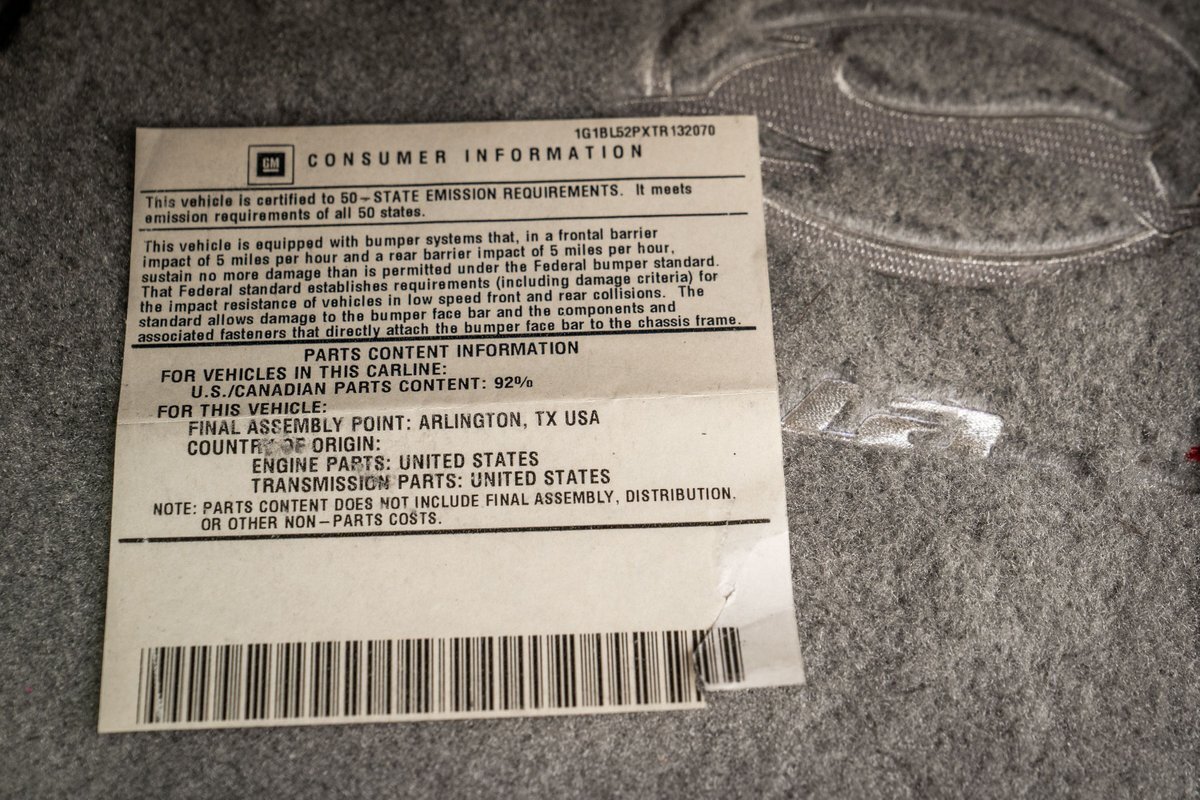 1G1BL52PXTR132070
GM CONSUMER INFORMATION
This vehicle is certified to 50-STATE EMISSION REQUIREMENTS. It meets
emission requirements of all 50 states.
This vehicle is equipped with bumper systems that, in a frontal barrier
impact of 5 miles per hour and a rear barrier impact of 5 miles per hour,
sustain no more damage than is permitted under the Federal bumper standard.
That Federal standard establishes requirements (including damage criteria) for
the impact resistance of vehicles in low speed front and rear collisions. The
standard allows damage to the bumper face bar and the components and
associated fasteners that directly attach the bumper face bar to the chassis frame.
PARTS CONTENT INFORMATION
FOR VEHICLES IN THIS CARLINE:
U.S./CANADIAN PARTS CONTENT: 92%
FOR THIS VEHICLE:
FINAL ASSEMBLY POINT: ARLINGTON, TX USA
COUNTRY OF ORIGIN:
ENGINE PARTS: UNITED STATES
TRANSMISSION PARTS: UNITED STATES
NOTE: PARTS CONTENT DOES NOT INCLUDE FINAL ASSEMBLY, DISTRIBUTION.
OR OTHER NON-PARTS COSTS.